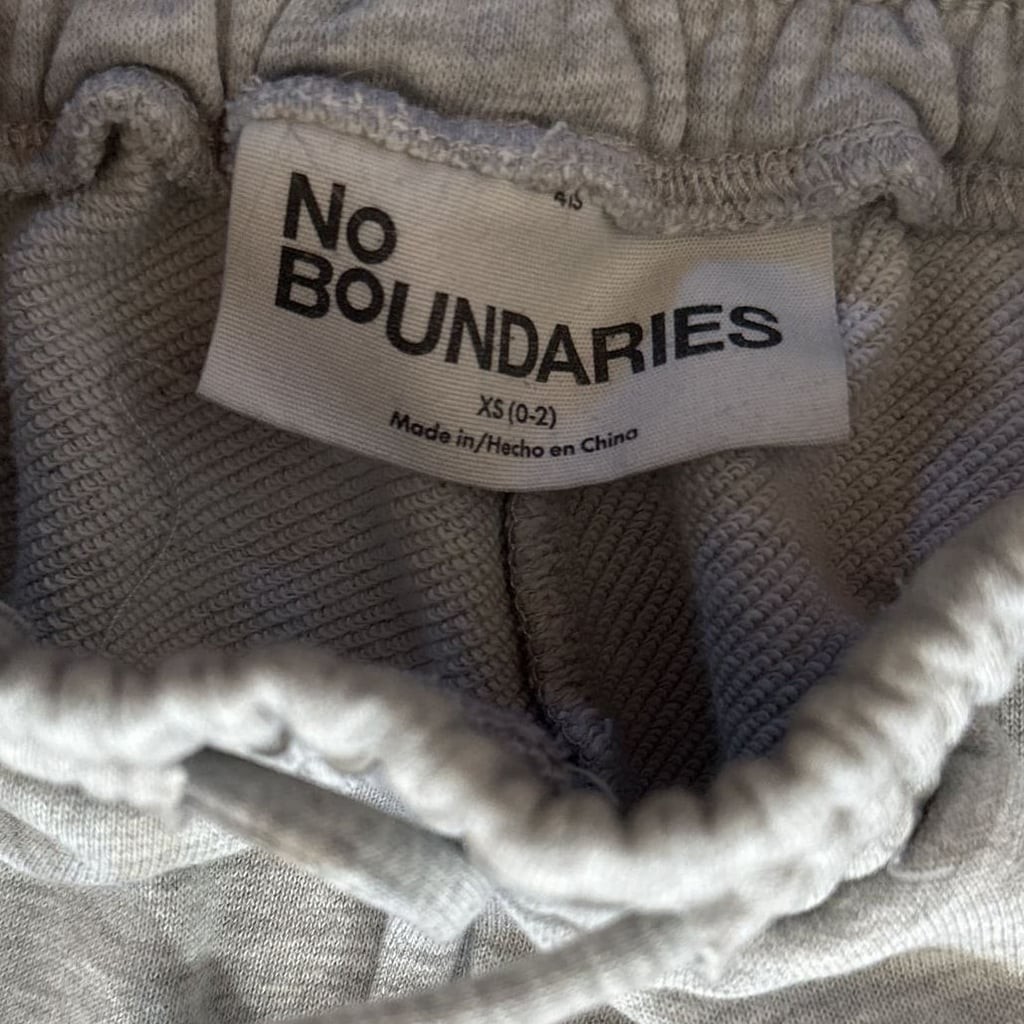 No
BOUNDARIES
XS (0-2)
Made in/Hecho en China